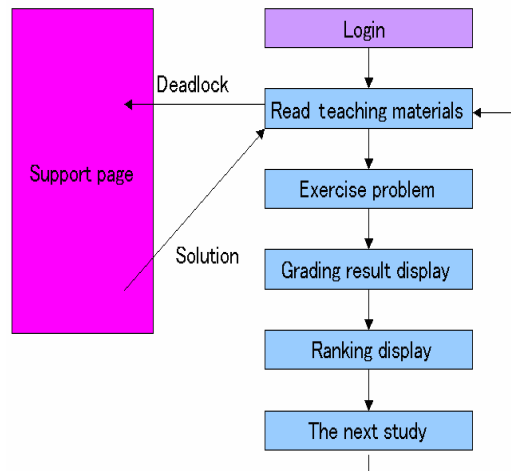 Login
Deadlock
Read teaching materials
Support page
Exercise problem
Solution
Grading result display
Ranking display
The next study